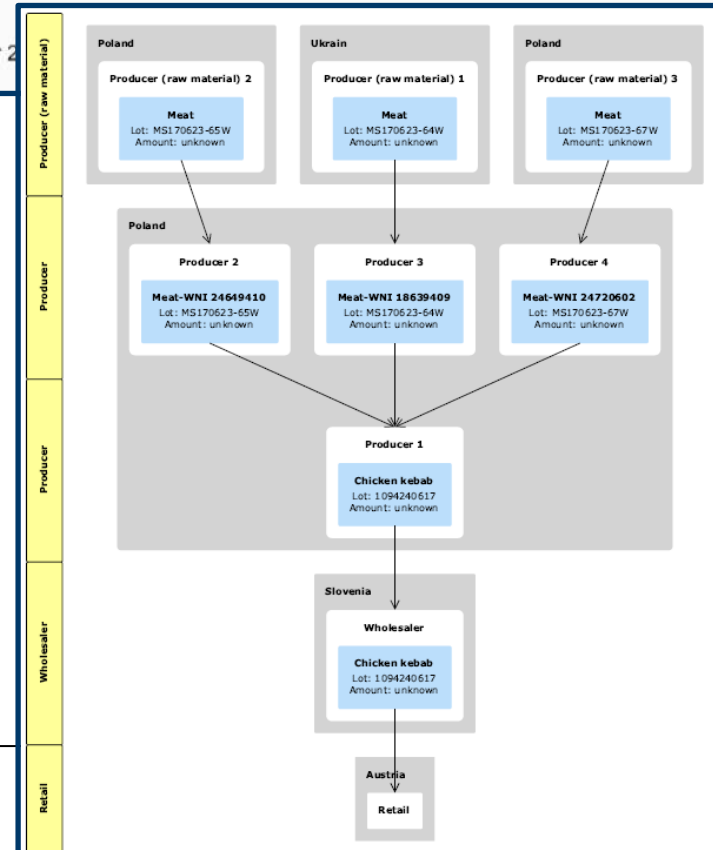 2
Producer (raw material)
Poland
Ukrain
Poland
Producer (raw material) 2
Producer (raw material) 1
Producer (raw material) 3
Meat
Lot: MS170623-65W
Amount: unknown
Meat
Lot: MS170623-64W
Amount: unknown
Meat
Lot: MS170623-67W
Amount: unknown
Producer
Poland
Producer 2
Producer 3
Producer 4
Meat-WNI 24649410
Lot: MS170623-65W
Amount: unknown
Meat-WNI 18639409
Lot: MS170623-64W
Amount: unknown
Meat-WNI 24720602
Lot: MS170623-67W
Amount: unknown
Producer
Producer 1
Chicken kebab
Lot: 1094240617
Amount: unknown
Wholesaler
Slovenia
Wholesaler
Chicken kebab
Lot: 1094240617
Amount: unknown
Retail
Austria
Retail